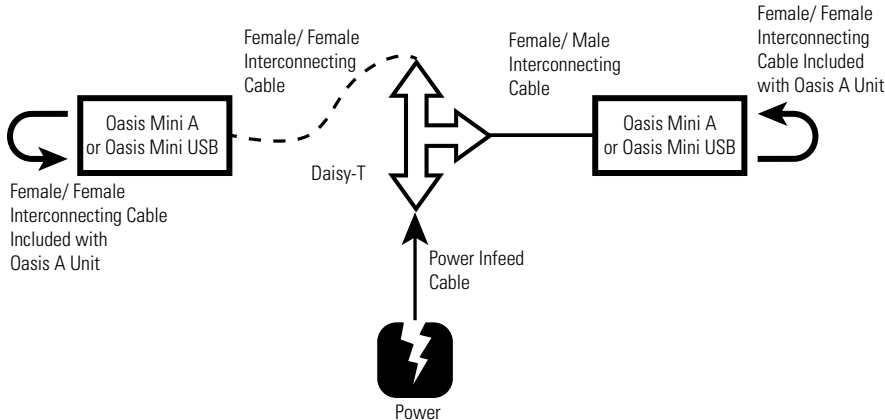 Female/ Female
Interconnecting
Cable
Female/ Male
Interconnecting
Cable
Female/ Female
Interconnecting
Cable Included
with Oasis A Unit
Oasis Mini A
or Oasis Mini USB
Oasis Mini A
or Oasis Mini USB
Daisy-T
Female/ Female
Interconnecting Cable
Included with
Oasis A Unit
Power Infeed
Cable
Power